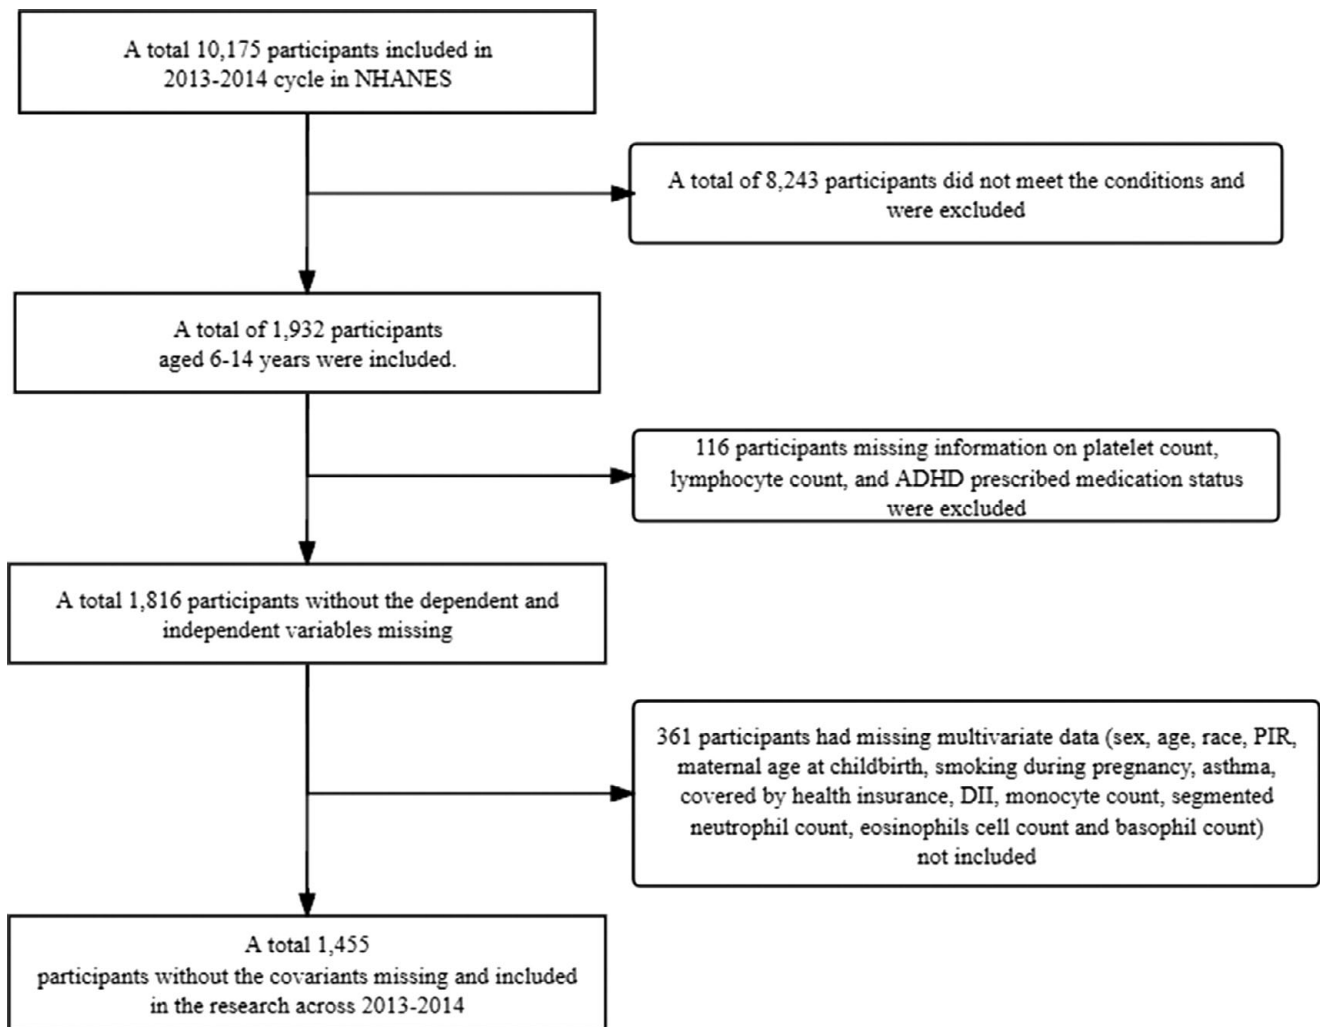 A total 10,175 participants included in
2013-2014 cycle in NHANES
A total of 8,243 participants did not meet the conditions and
were excluded
A total of 1,932 participants
aged 6-14 years were included.
116 participants missing information on platelet count,
lymphocyte count, and ADHD prescribed medication status
were excluded
A total 1,816 participants without the dependent and
independent variables missing
361 participants had missing multivariate data (sex, age, race, PIR,
maternal age at childbirth, smoking during pregnancy, asthma,
covered by health insurance, DII, monocyte count, segmented
neutrophil count, eosinophils cell count and basophil count)
not included
A total 1,455
participants without the covariants missing and included
in the research across 2013-2014